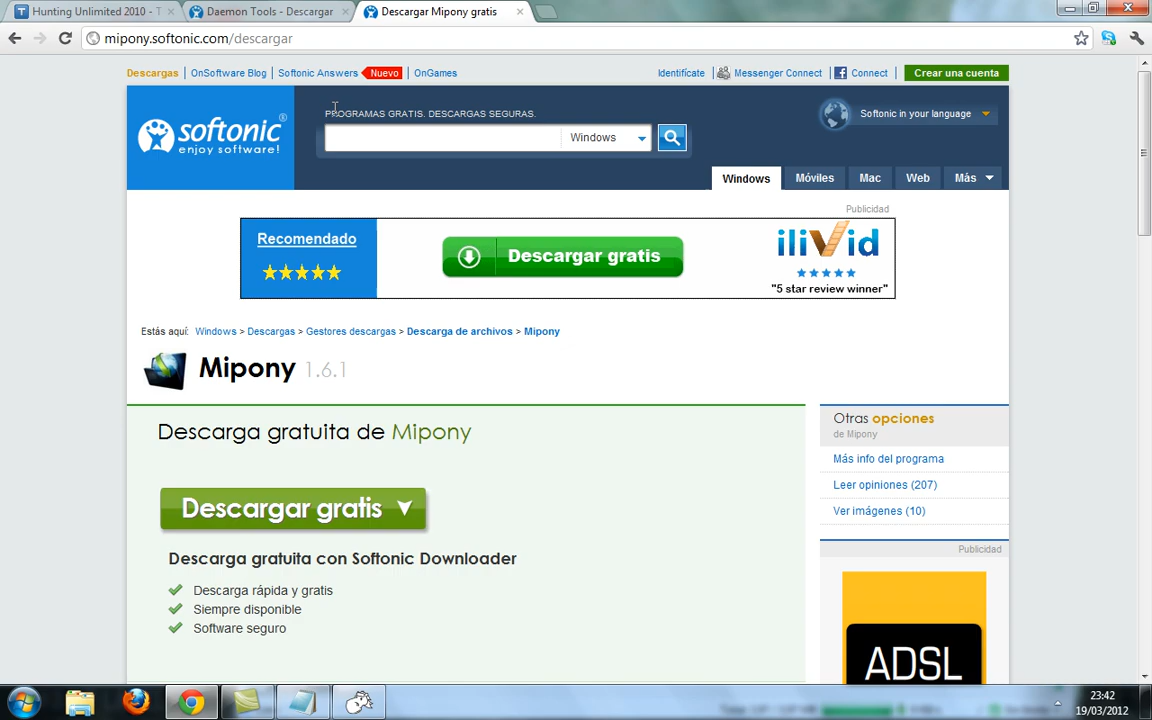 Hunting Unlimited 2010 - T
Daemon Tools - Descargar
Descargar Mipony gratis
mipony.softonic.com/descargar
Descargas OnSoftware Blog Softonic Answers Nuevo OnGames Identifícate Messenger Connect Connect Crear una cuenta
softonic®
enjoy software!
PROGRAMAS GRATIS. DESCARGAS SEGURAS.
Windows
Softonic in your language
Windows Móviles Mac Web Más
Publicidad
Recomendado
Descargar gratis
iliVid
"5 star review winner"
Estás aquí: Windows > Descargas > Gestores descargas > Descarga de archivos > Mipony
Mipony 1.6.1
Descarga gratuita de Mipony
Descargar gratis
Descarga gratuita con Softonic Downloader
Descarga rápida y gratis
Siempre disponible
Software seguro
Otras opciones
de Mipony
Más info del programa
Leer opiniones (207)
Ver imágenes (10)
Publicidad
ADSL
23:42
19/03/2012